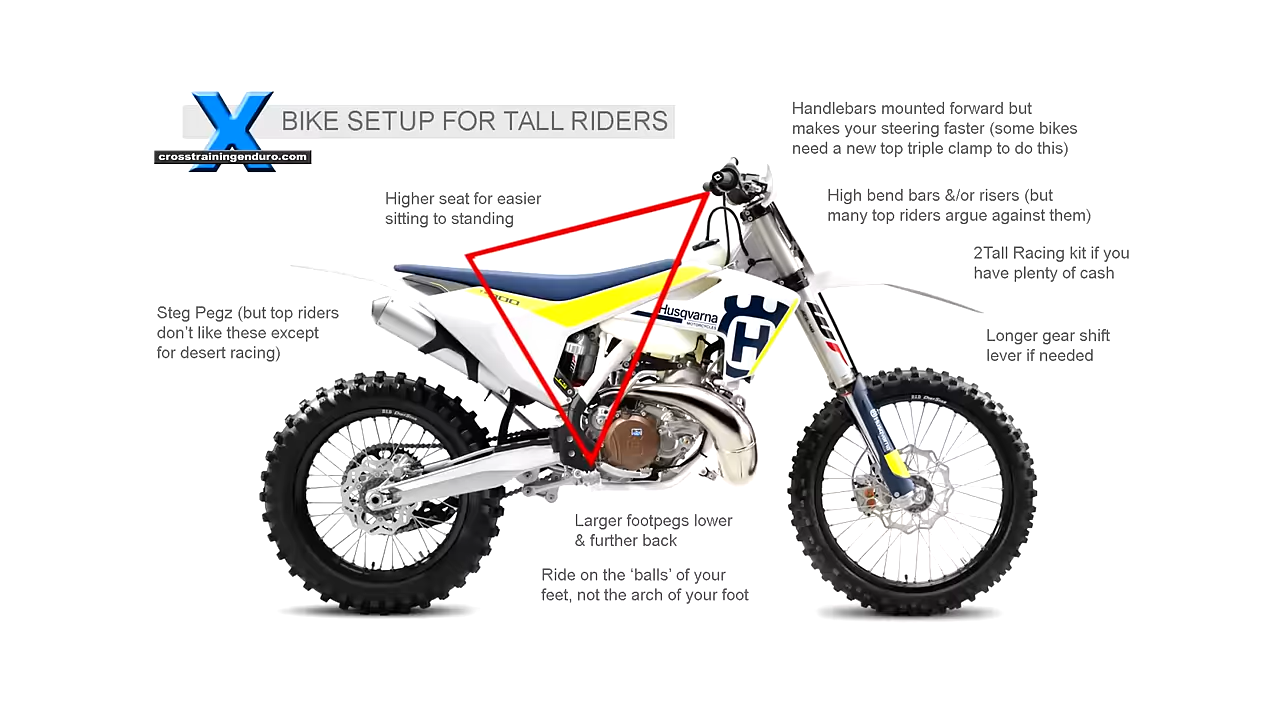 X
BIKE SETUP FOR TALL RIDERS
crosstrainingenduro.com
Handlebars mounted forward but
makes your steering faster (some bikes
need a new top triple clamp to do this)
Higher seat for easier
sitting to standing
High bend bars &/or risers (but
many top riders argue against them)
2Tall Racing kit if you
have plenty of cash
Steg Pegz (but top riders
don't like these except
for desert racing)
Longer gear shift
lever if needed
Husqvarna
MOTORCYCLES
H
Husqvarna
Larger footpegs lower
& further back
Ride on the 'balls' of your
feet, not the arch of your foot